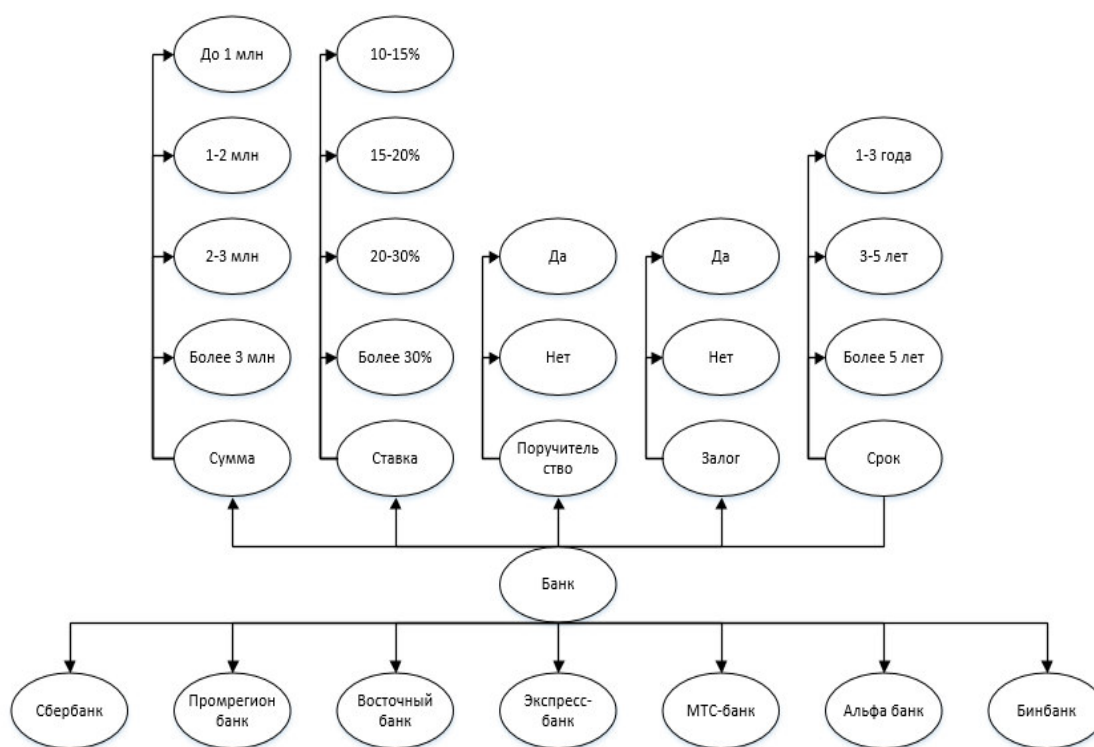 До 1 млн
10-15%
1-2 млн
15-20%
1-3 года
2-3 млн
20-30%
Да
Да
3-5 лет
Более 3 млн
Более 30%
Нет
Нет
Более 5 лет
Сумма
Ставка
Поручитель
ство
Залог
Срок
Банк
Сбербанк
Промрегион
банк
Восточный
банк
Экспресс-
банк
МТС-банк
Альфа банк
Бинбанк